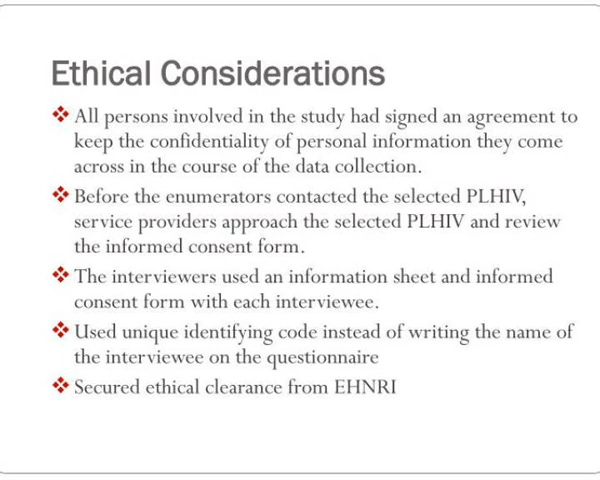 Ethical Considerations
All persons involved in the study had signed an agreement to
keep the confidentiality of personal information they come
across in the course of the data collection.
Before the enumerators contacted the selected PLHIV,
service providers approach the selected PLHIV and review
the informed consent form.
The interviewers used an information sheet and informed
consent form with each interviewee.
Used unique identifying code instead of writing the name of
the interviewee on the questionnaire
Secured ethical clearance from EHNRI